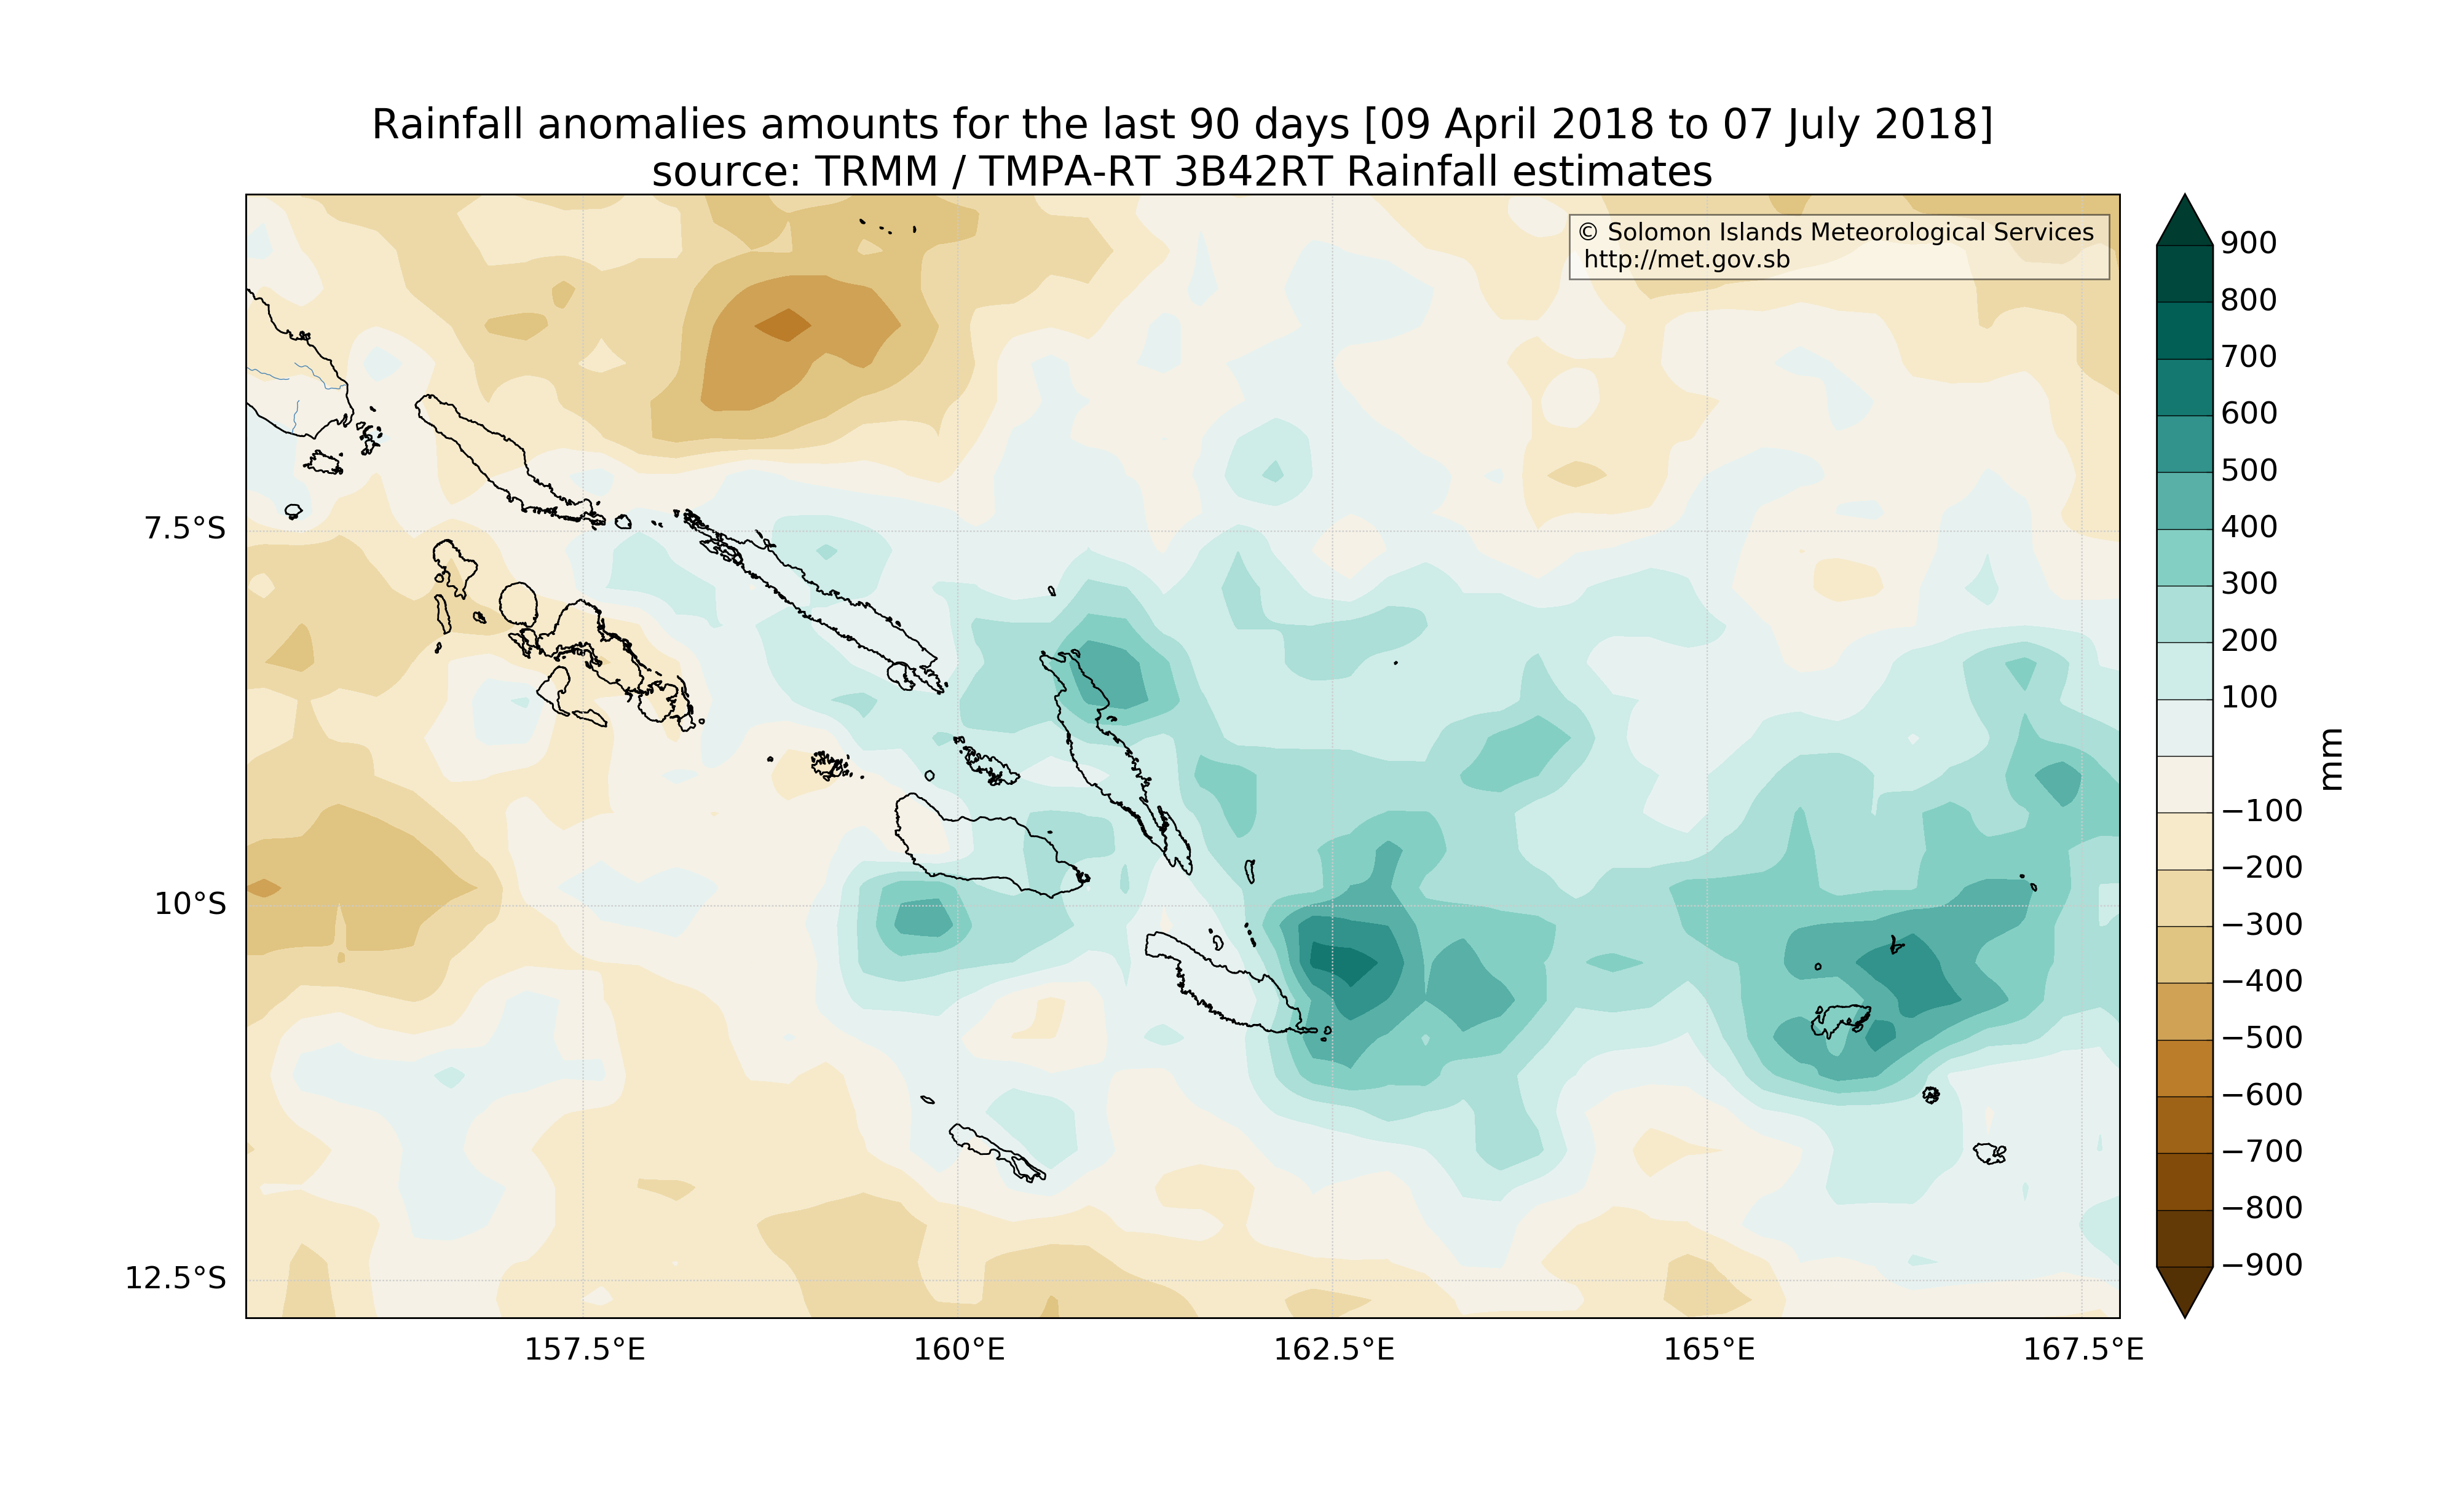 Rainfall anomalies amounts for the last 90 days [09 April 2018 to 07 July 2018]
source: TRMM / TMPA-RT 3B42RT Rainfall estimates
© Solomon Islands Meteorological Services
http://met.gov.sb
7.5°S
10°S
12.5°S
157.5°E
160°E
162.5°E
165°E
167.5°E
900
800
700
600
500
400
300
200
100
−100
−200
−300
−400
−500
−600
−700
−800
−900
mm